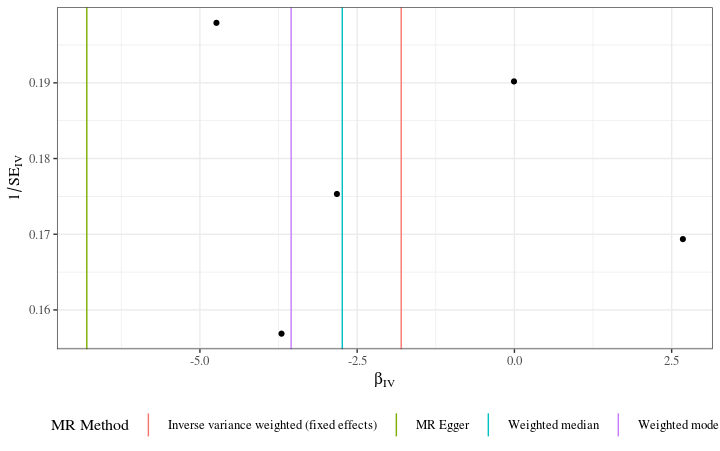 0.19
0.18
0.17
0.16
1/SE_IV
-5.0 -2.5 0.0 2.5
β_IV
MR Method Inverse variance weighted (fixed effects) MR Egger Weighted median Weighted mode